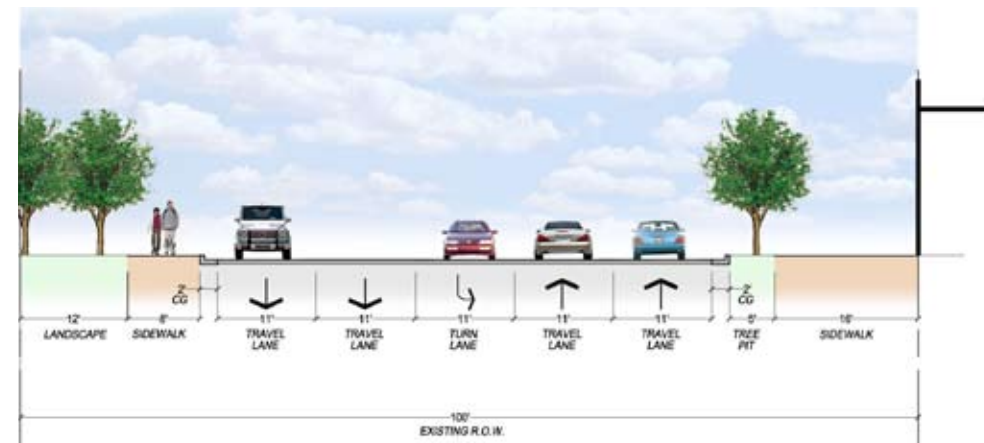 2'
CG
2'
CG
12' 8' 11' 11' 11' 11' 11' 5' 16'
LANDSCAPE SIDEWALK TRAVEL LANE TRAVEL LANE TURN LANE TRAVEL LANE TRAVEL LANE TREE PIT SIDEWALK
100'
EXISTING R.O.W.